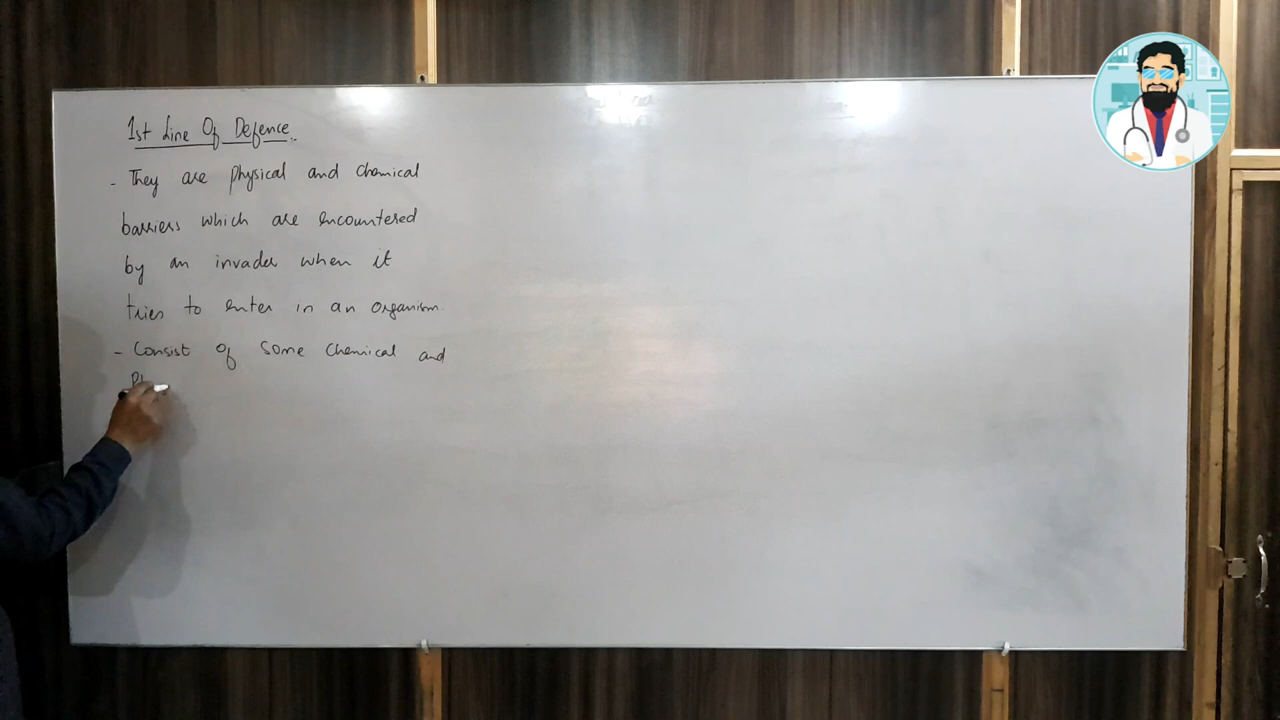 1st Line Of Defence
- They are physical and chemical
barriers which are encountered
by an invader when it
tries to enter in an organism.
- Consist of Some Chemical and